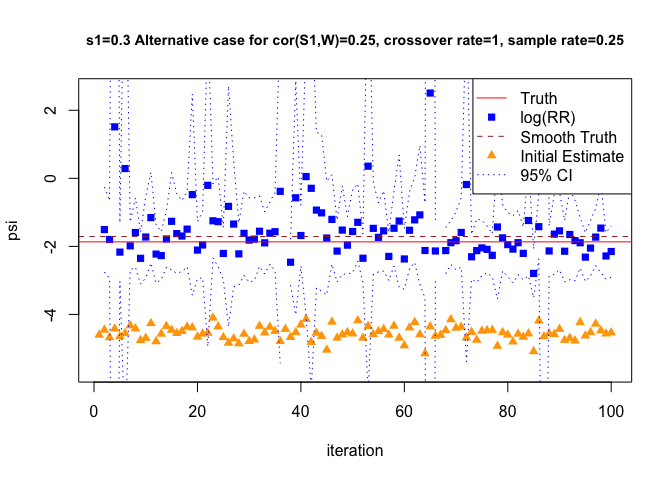 s1=0.3 Alternative case for cor(S1,W)=0.25, crossover rate=1, sample rate=0.25
Truth
log(RR)
Smooth Truth
Initial Estimate
95% CI
psi
2
0
-2
-4
0 20 40 60 80 100
iteration